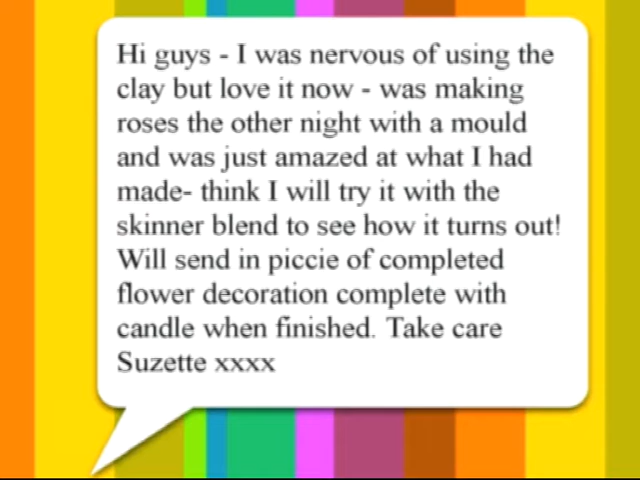 Hi guys - I was nervous of using the
clay but love it now - was making
roses the other night with a mould
and was just amazed at what I had
made- think I will try it with the
skinner blend to see how it turns out!
Will send in piccie of completed
flower decoration complete with
candle when finished. Take care
Suzette xxxx